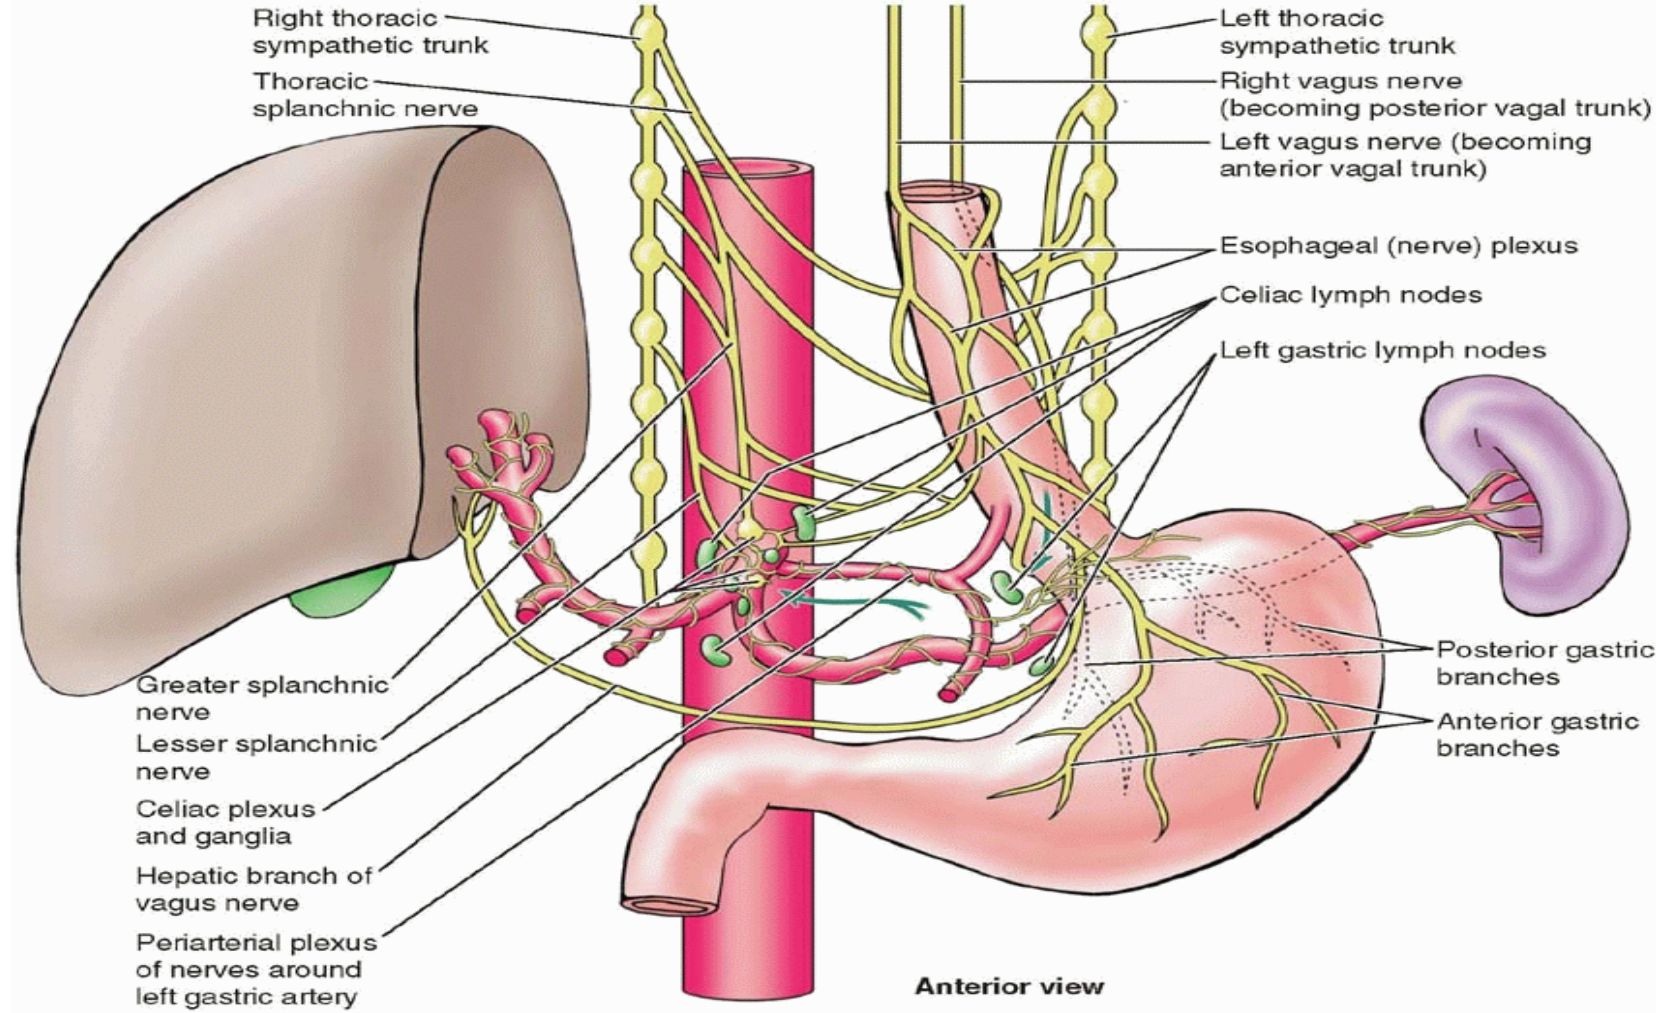 Right thoracic
sympathetic trunk
Thoracic
splanchnic nerve
Left thoracic
sympathetic trunk
Right vagus nerve
(becoming posterior vagal trunk)
Left vagus nerve (becoming
anterior vagal trunk)
Esophageal (nerve) plexus
Celiac lymph nodes
Left gastric lymph nodes
Posterior gastric
branches
Anterior gastric
branches
Greater splanchnic
nerve
Lesser splanchnic
nerve
Celiac plexus
and ganglia
Hepatic branch of
vagus nerve
Periarterial plexus
of nerves around
left gastric artery
Anterior view